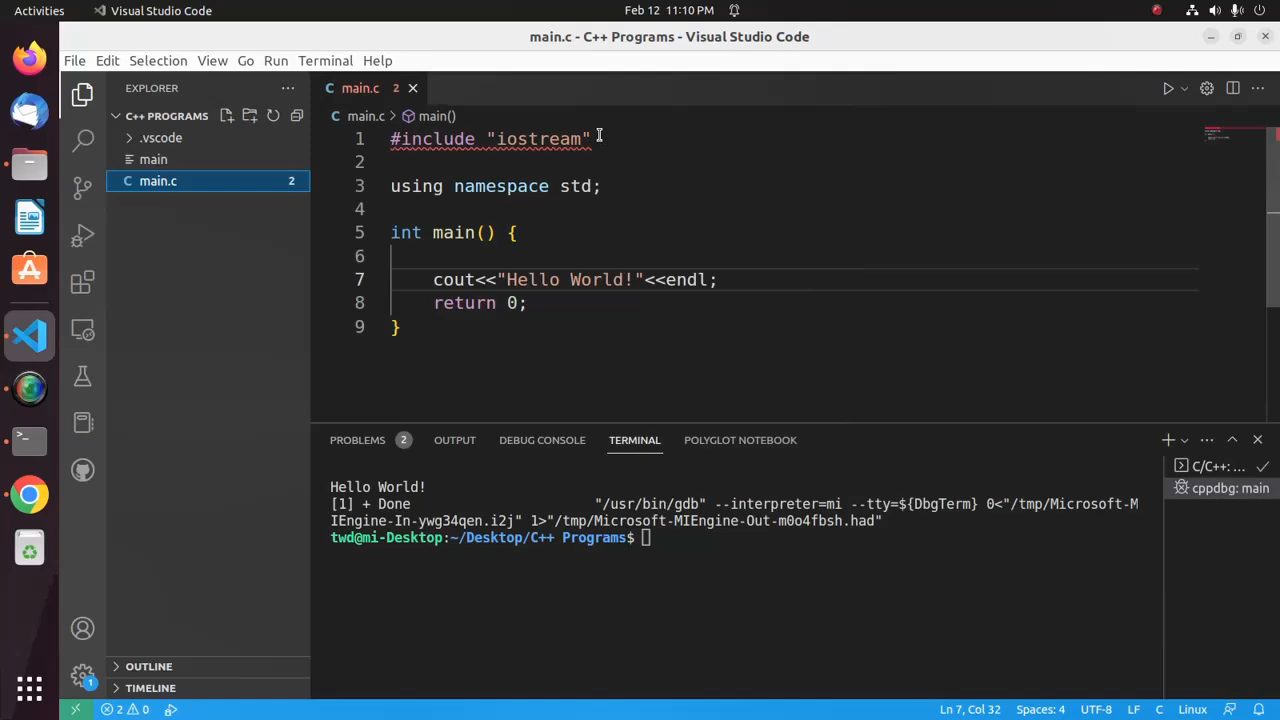 Activities
Visual Studio Code
Feb 12 11:10 PM
main.c - C++ Programs - Visual Studio Code
File Edit Selection View Go Run Terminal Help
EXPLORER
main.c 2
C++ PROGRAMS
.vscode
main
main.c 2
main.c > main()
1 #include "iostream"
2
3 using namespace std;
4
5 int main() {
6
7 cout<<"Hello World!"<<endl;
8 return 0;
9 }
PROBLEMS 2 OUTPUT DEBUG CONSOLE TERMINAL POLYGLOT NOTEBOOK
Hello World!
[1] + Done "/usr/bin/gdb" --interpreter=mi --tty=${DbgTerm} 0<"/tmp/Microsoft-M
IEngine-In-ywg34qen.i2j" 1>"/tmp/Microsoft-MIEngine-Out-m0o4fbsh.had"
twd@mi-Desktop:~/Desktop/C++ Programs$
C/C++: ...
cppdbg: main
OUTLINE
TIMELINE
1
2 0
Ln 7, Col 32 Spaces: 4 UTF-8 LF C Linux